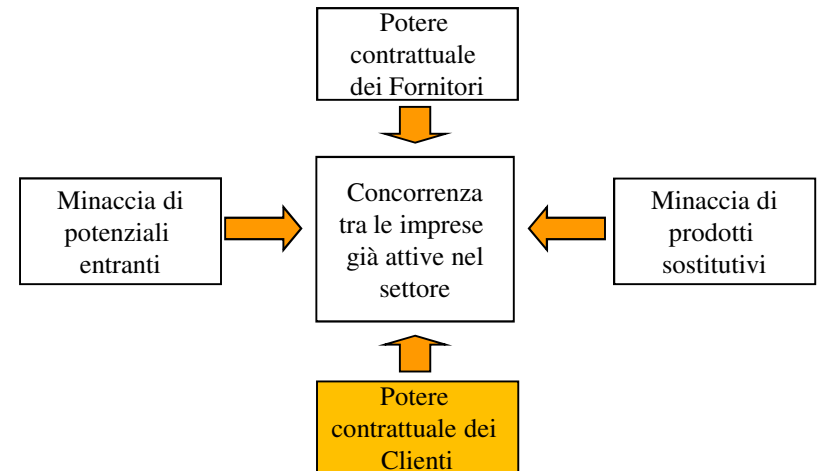 Potere
contrattuale
dei Fornitori
Minaccia di
potenziali
entranti
Concorrenza
tra le imprese
già attive nel
settore
Minaccia di
prodotti
sostitutivi
Potere
contrattuale dei
Clienti